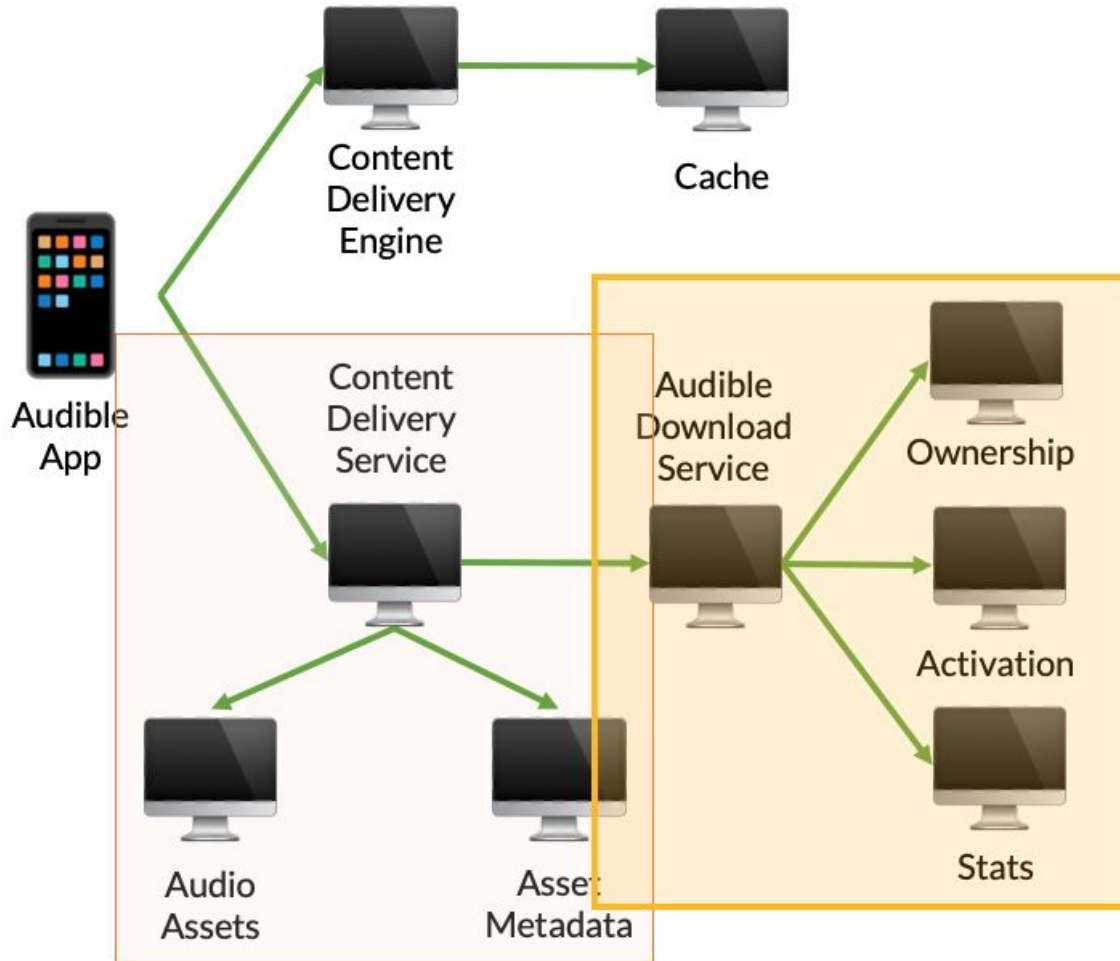 Content
Delivery
Engine
Cache
Audible
App
Content
Delivery
Service
Audible
Download
Service
Ownership
Activation
Stats
Audio
Assets
Asset
Metadata